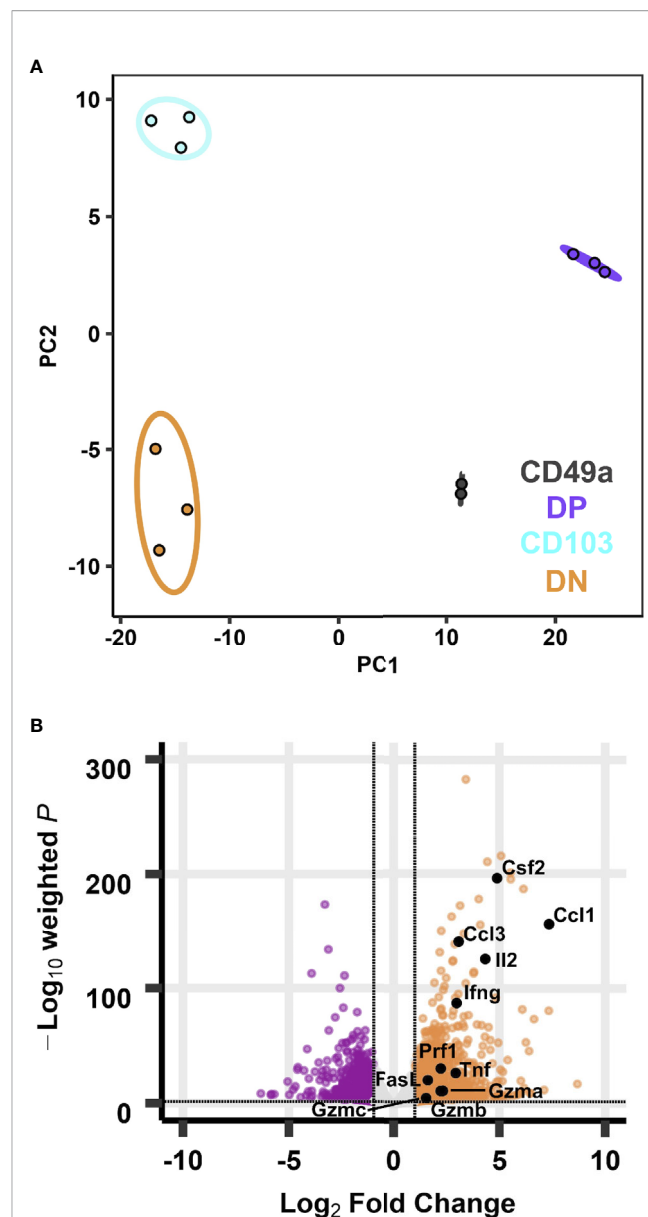 A
10
5
0
-5
-10
PC2
-20
-10
0
10
20
PC1
CD49a
DP
CD103
DN
B
300
200
100
0
−Log10 weighted P
Csf2
Ccl1
Ccl3
Il2
Ifng
Prf1
Tnf
FasL
Gzma
Gzmc
Gzmb
-10
-5
0
5
10
Log2 Fold Change